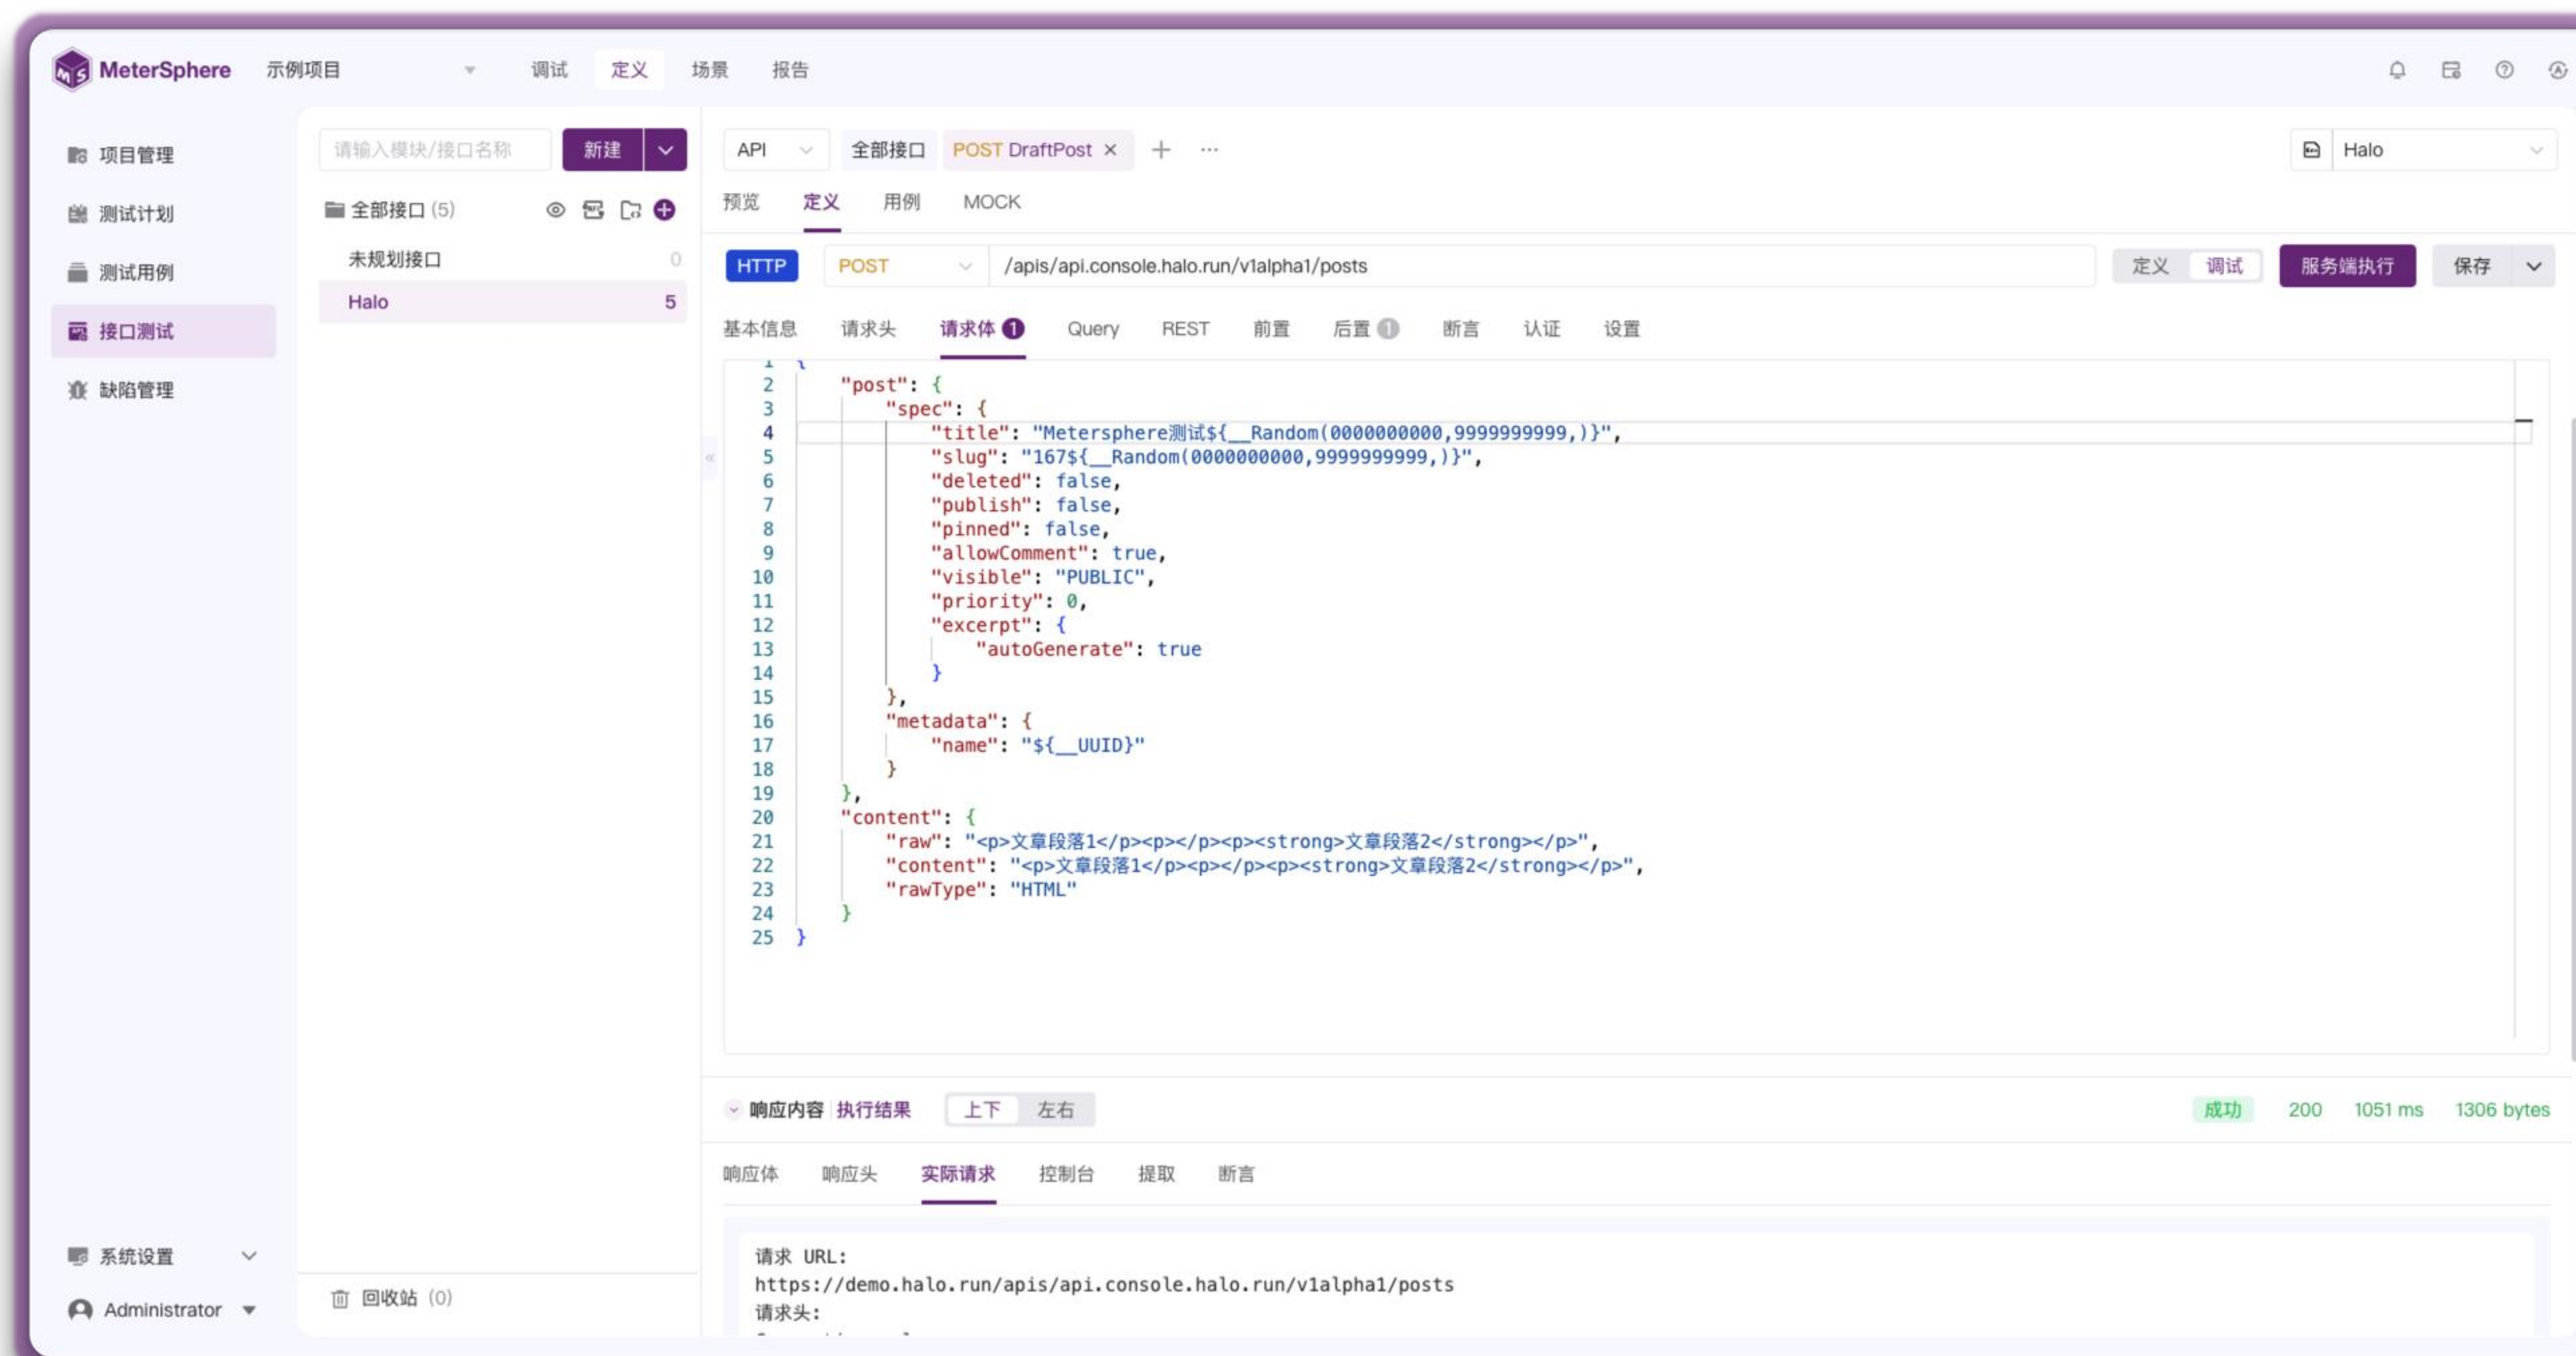 MeterSphere 示例项目 调试 定义 场景 报告
项目管理
测试计划
测试用例
接口测试
缺陷管理
系统设置
Administrator
请输入模块/接口名称 新建
全部接口 (5)
未规划接口 0
Halo 5
回收站 (0)
API 全部接口 POST DraftPost × + ··· Halo
预览 定义 用例 MOCK
HTTP POST /apis/api.console.halo.run/v1alpha1/posts 定义 调试 服务端执行 保存
基本信息 请求头 请求体 1 Query REST 前置 后置 1 断言 认证 设置
1 {
2 "post": {
3 "spec": {
4 "title": "Metersphere测试${__Random(0000000000,9999999999,)}",
5 "slug": "167${__Random(0000000000,9999999999,)}",
6 "deleted": false,
7 "publish": false,
8 "pinned": false,
9 "allowComment": true,
10 "visible": "PUBLIC",
11 "priority": 0,
12 "excerpt": {
13 "autoGenerate": true
14 }
15 },
16 "metadata": {
17 "name": "${__UUID}"
18 }
19 },
20 "content": {
21 "raw": "<p>文章段落1</p><p></p><p><strong>文章段落2</strong></p>",
22 "content": "<p>文章段落1</p><p></p><p><strong>文章段落2</strong></p>",
23 "rawType": "HTML"
24 }
25 }
响应内容 执行结果 上下 左右 成功 200 1051 ms 1306 bytes
响应体 响应头 实际请求 控制台 提取 断言
请求 URL:
https://demo.halo.run/apis/api.console.halo.run/v1alpha1/posts
请求头: